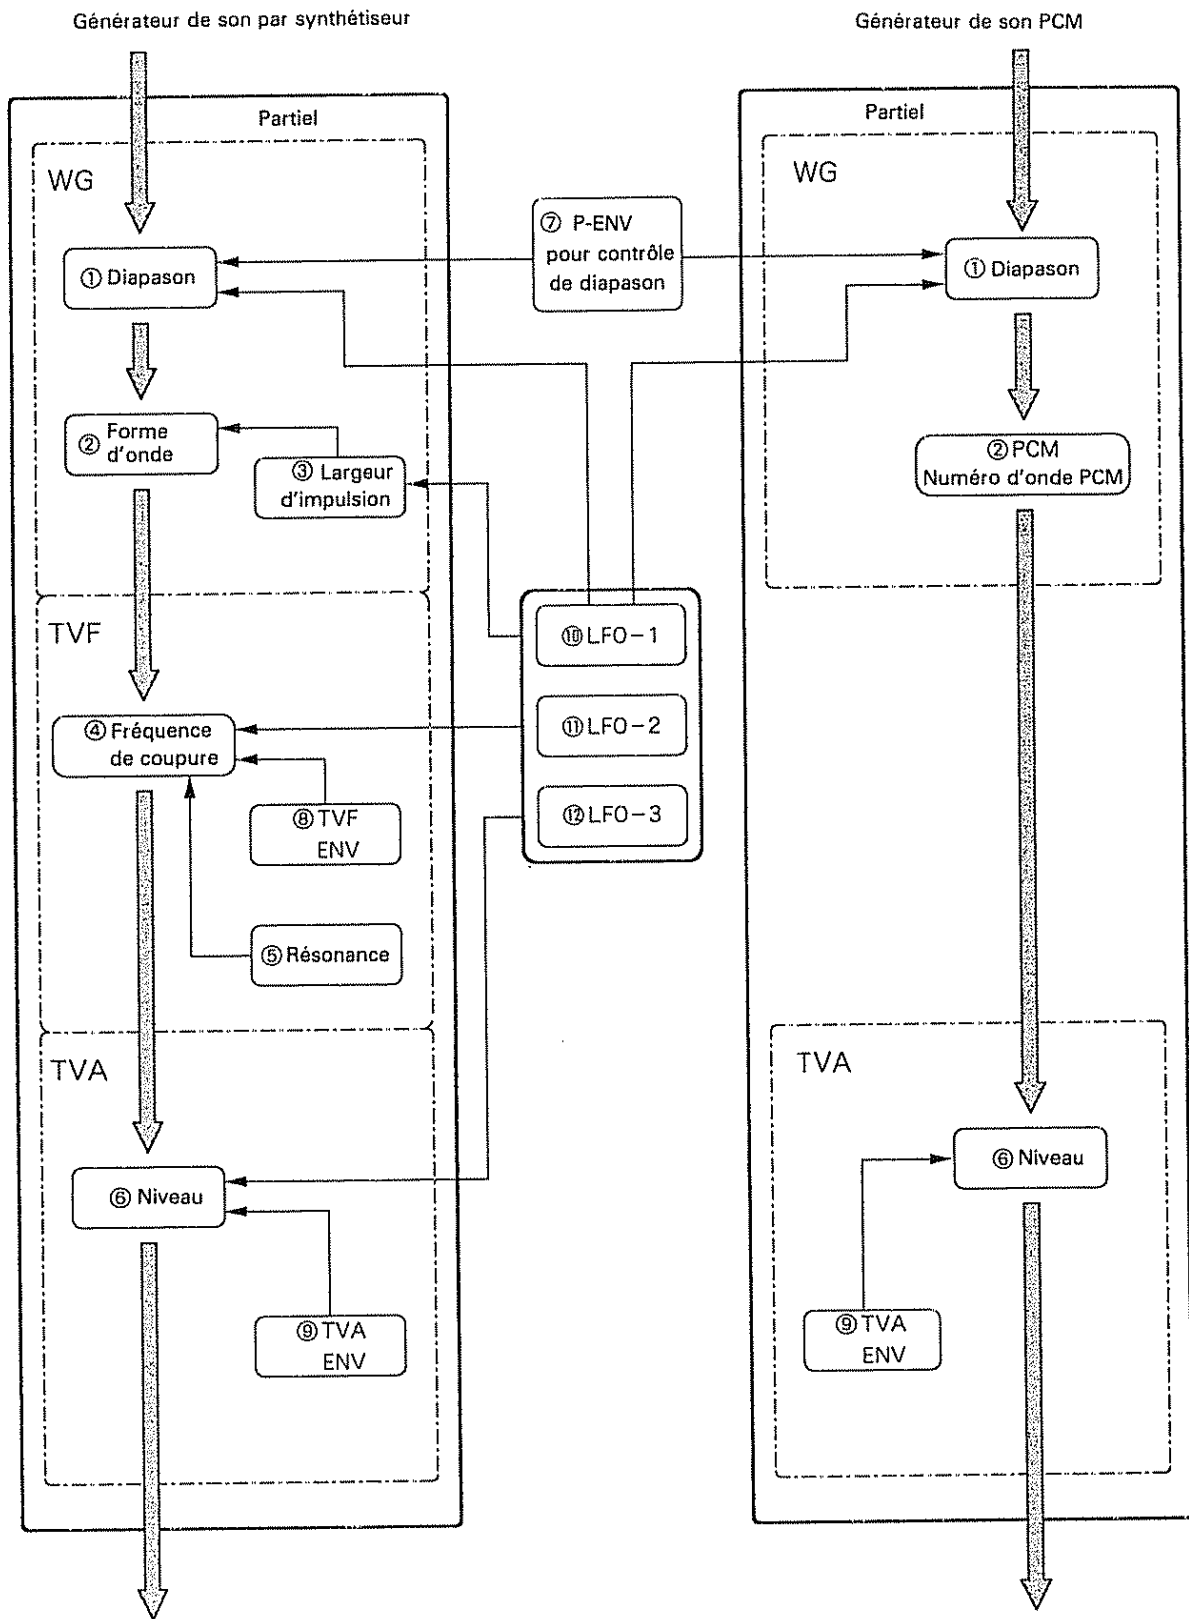 Générateur de son par synthétiseur
Partiel
WG
① Diapason
② Forme
d'onde
③ Largeur
d'impulsion
TVF
④ Fréquence
de coupure
⑧ TVF
ENV
⑤ Résonance
TVA
⑥ Niveau
⑨ TVA
ENV
⑦ P-ENV
pour contrôle
de diapason
⑩ LFO-1
⑪ LFO-2
⑫ LFO-3
Générateur de son PCM
Partiel
WG
① Diapason
② PCM
Numéro d'onde PCM
TVA
⑥ Niveau
⑨ TVA
ENV